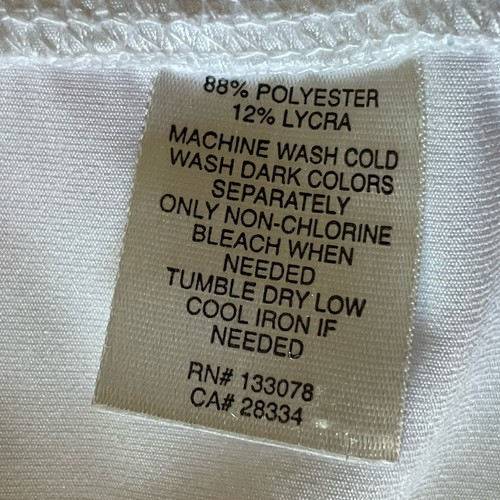 88% POLYESTER
12% LYCRA
MACHINE WASH COLD
WASH DARK COLORS
SEPARATELY
ONLY NON-CHLORINE
BLEACH WHEN
NEEDED
TUMBLE DRY LOW
COOL IRON IF
NEEDED
RN# 133078
CA# 28334